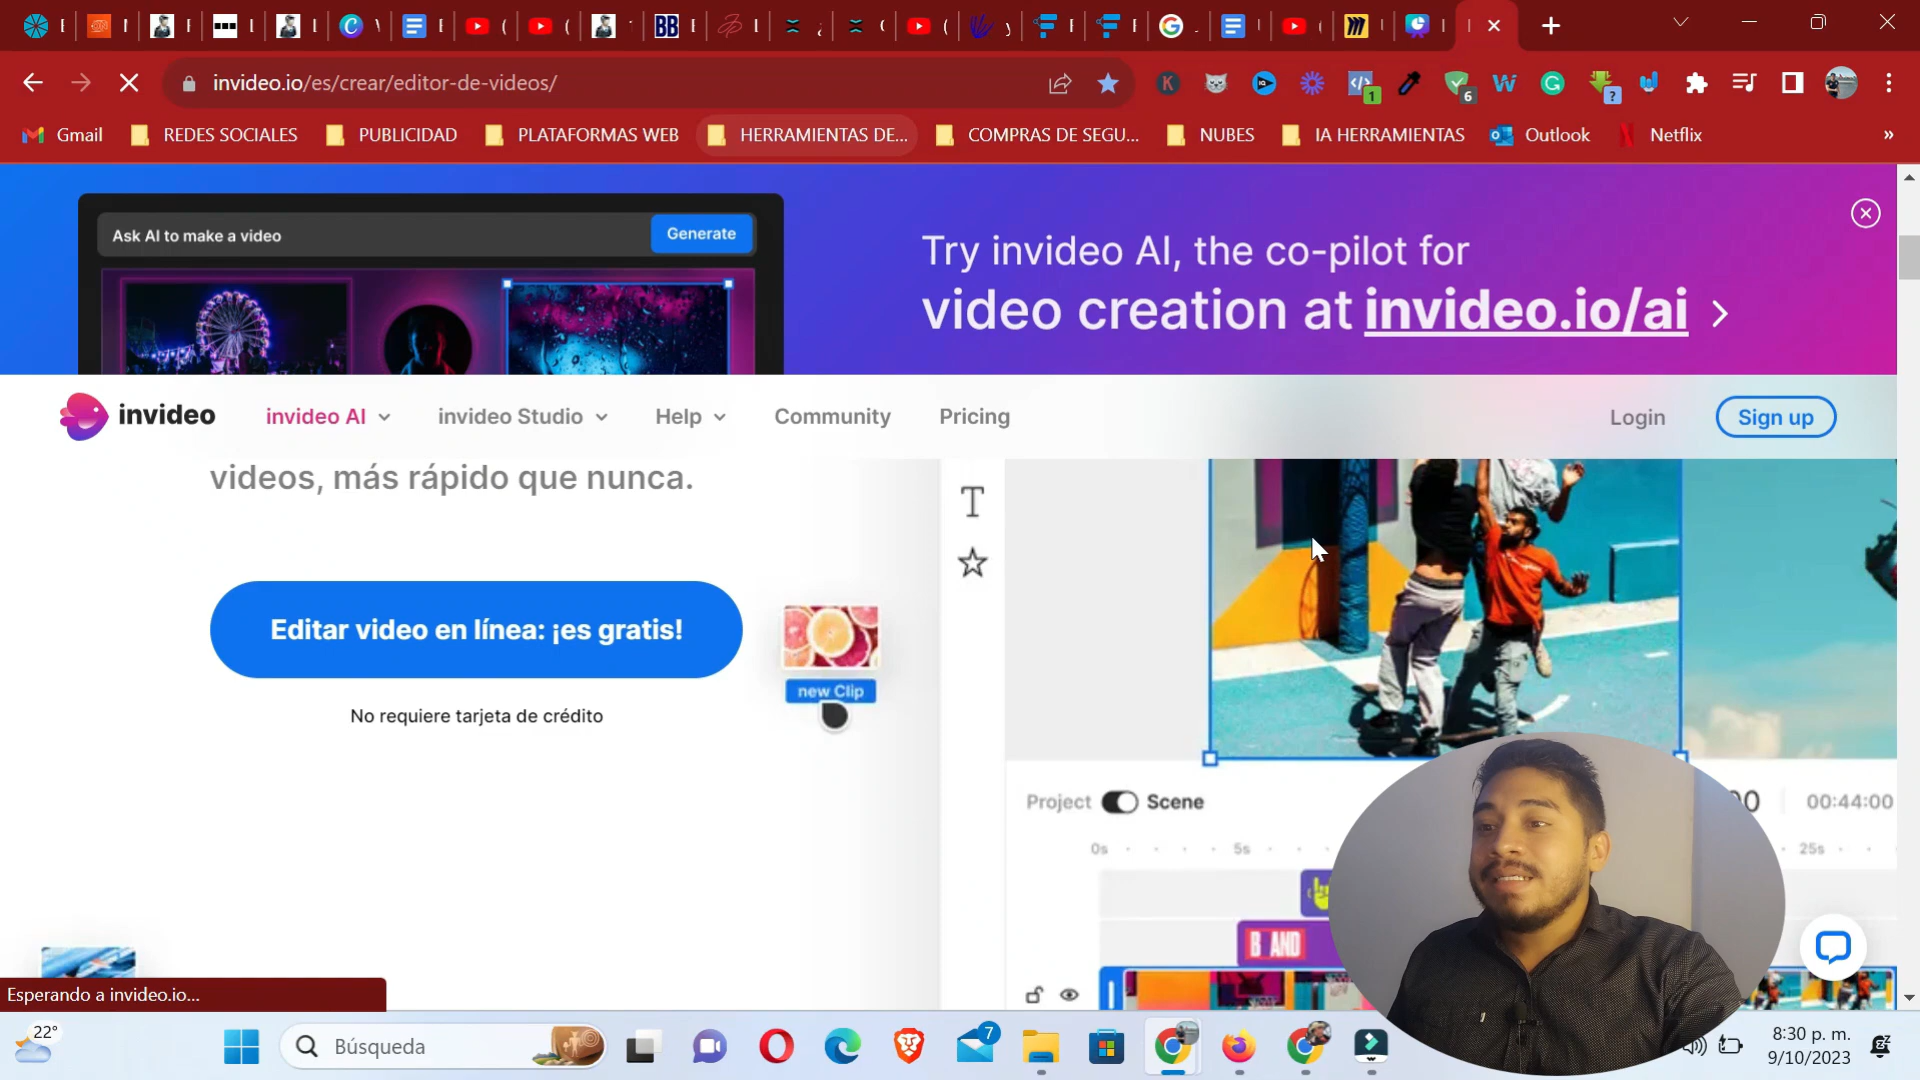 invideo.io/es/crear/editor-de-videos/
Gmail
REDES SOCIALES
PUBLICIDAD
PLATAFORMAS WEB
HERRAMIENTAS DE...
COMPRAS DE SEGU...
NUBES
IA HERRAMIENTAS
Outlook
Netflix
»
Ask AI to make a video
Generate
Try invideo AI, the co-pilot for
video creation at invideo.io/ai
invideo
invideo AI
invideo Studio
Help
Community
Pricing
Login
Sign up
videos, más rápido que nunca.
Editar video en línea: ¡es gratis!
No requiere tarjeta de crédito
new Clip
Project
Scene
00:44:00
0s
5s
25s
Esperando a invideo.io...
22°
Búsqueda
7
8:30 p. m.
9/10/2023